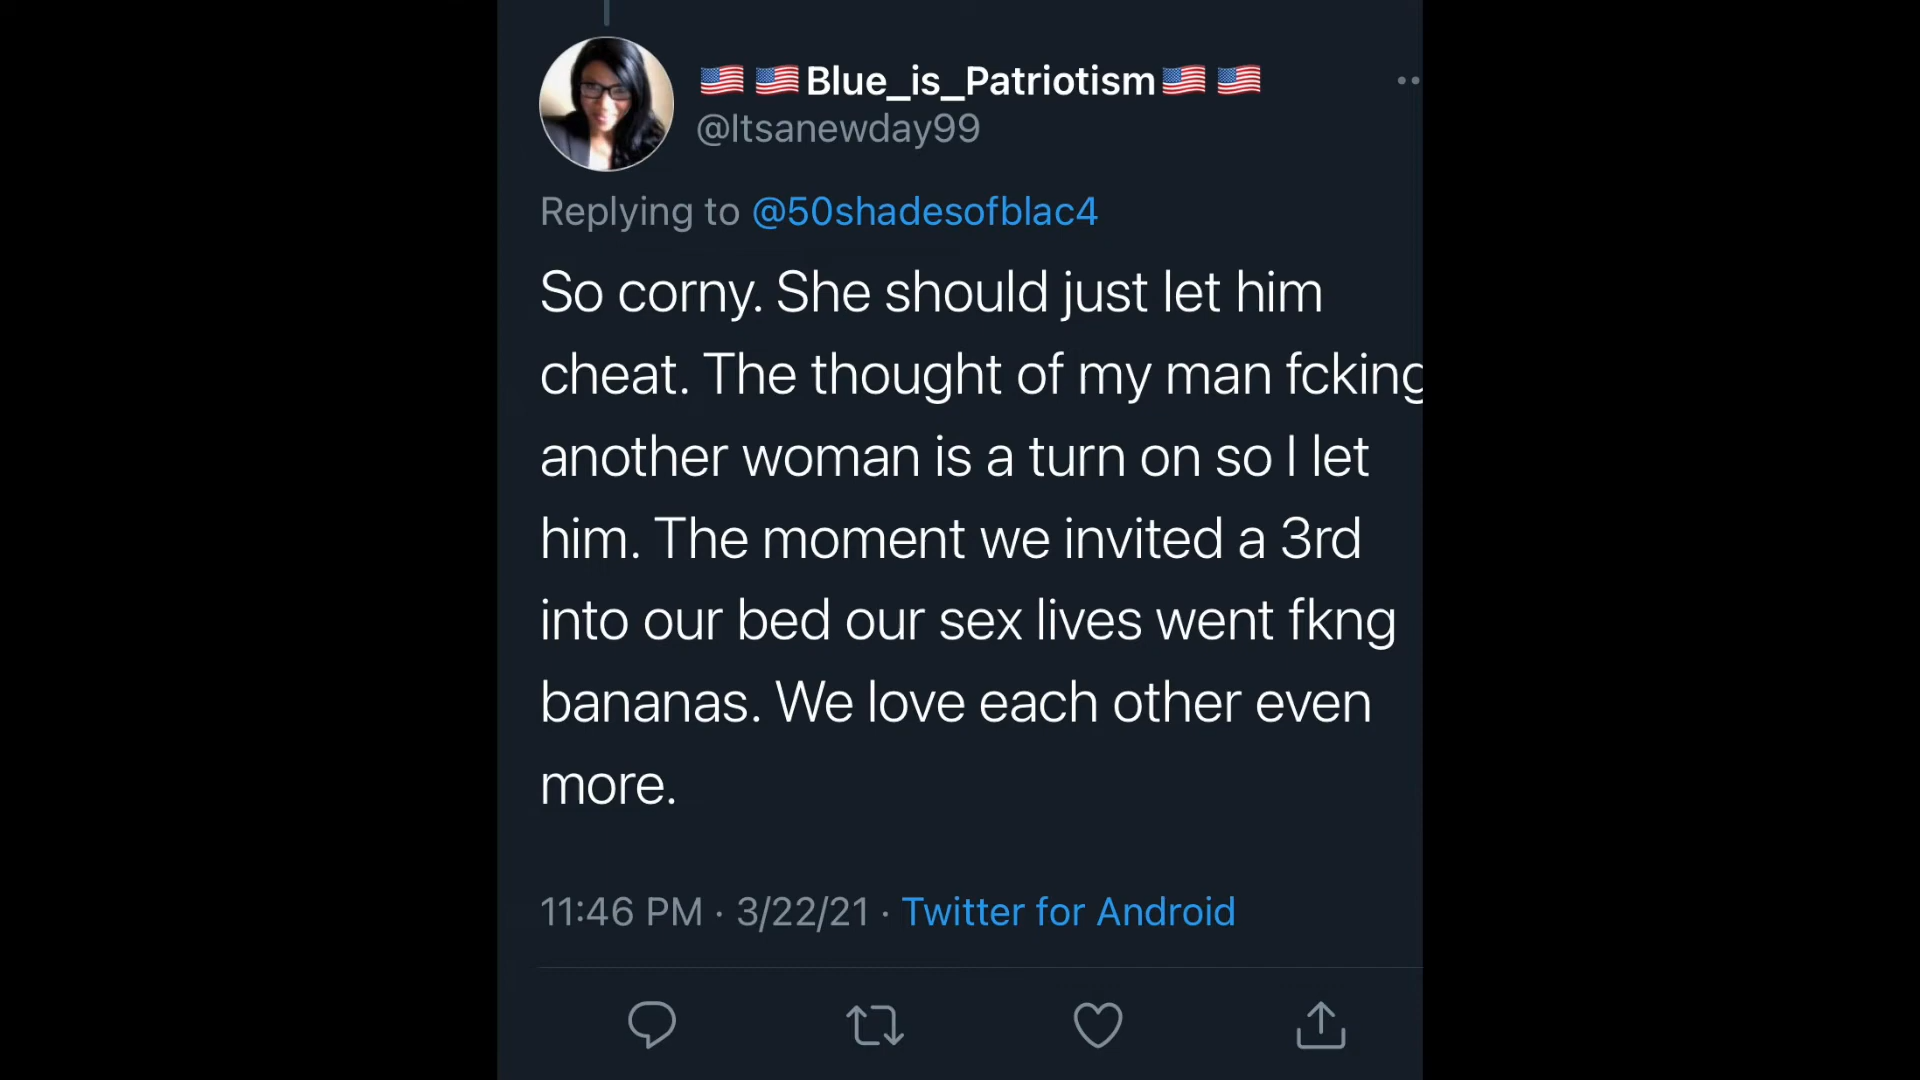 🇺🇸 🇺🇸Blue_is_Patriotism🇺🇸 🇺🇸
@Itsanewday99
Replying to @50shadesofblac4
So corny. She should just let him
cheat. The thought of my man fcking
another woman is a turn on so I let
him. The moment we invited a 3rd
into our bed our sex lives went fkng
bananas. We love each other even
more.
11:46 PM · 3/22/21 · Twitter for Android